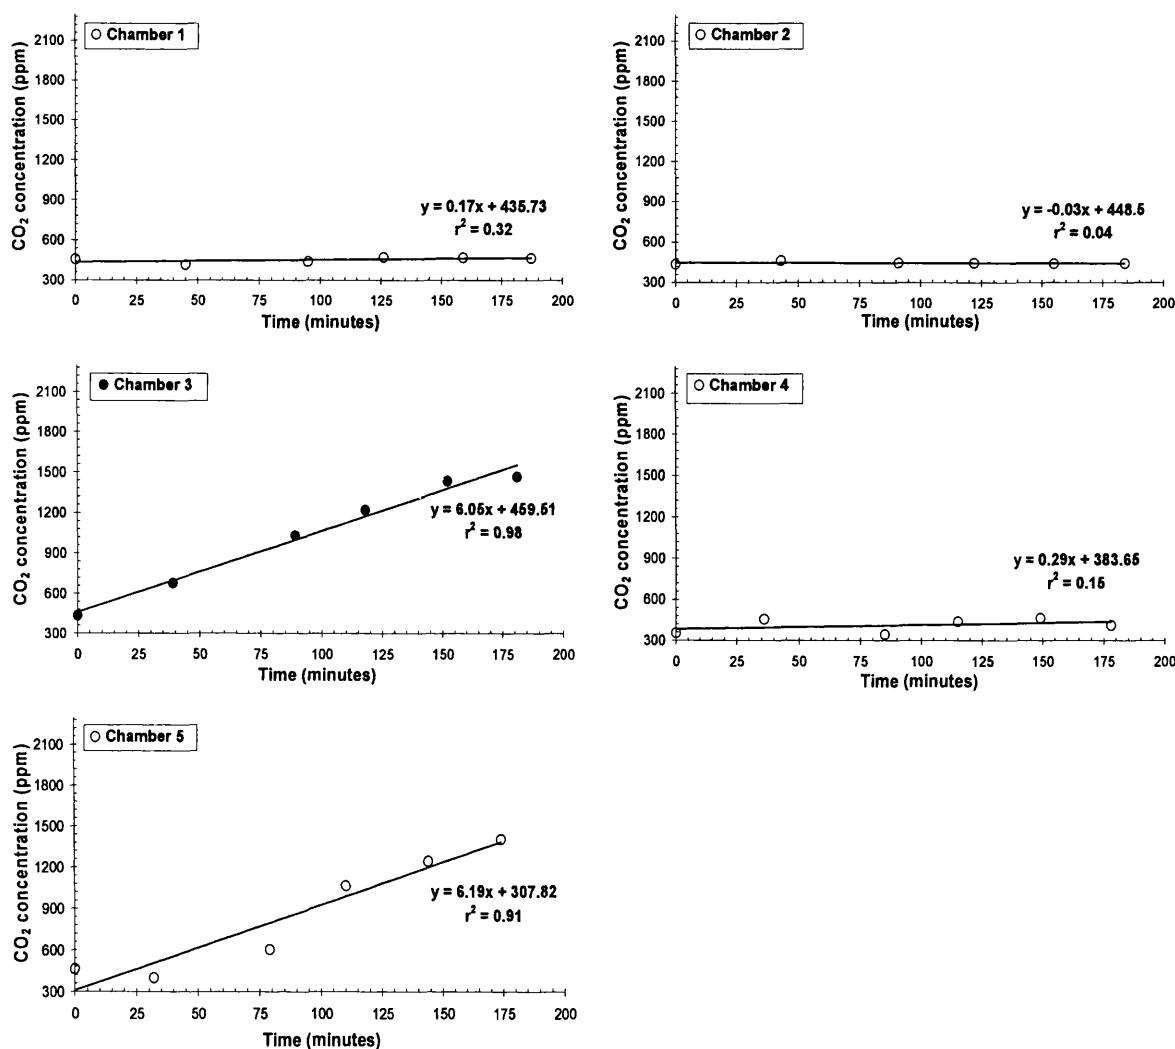 Chamber 1
CO2 concentration (ppm)
2100
1800
1500
1200
900
600
300
y = 0.17x + 435.73
r2 = 0.32
0 25 50 75 100 125 150 175 200
Time (minutes)
Chamber 2
CO2 concentration (ppm)
2100
1800
1500
1200
900
600
300
y = -0.03x + 448.5
r2 = 0.04
0 25 50 75 100 125 150 175 200
Time (minutes)
Chamber 3
CO2 concentration (ppm)
2100
1800
1500
1200
900
600
300
y = 6.05x + 459.51
r2 = 0.98
0 25 50 75 100 125 150 175 200
Time (minutes)
Chamber 4
CO2 concentration (ppm)
2100
1800
1500
1200
900
600
300
y = 0.29x + 383.65
r2 = 0.15
0 25 50 75 100 125 150 175 200
Time (minutes)
Chamber 5
CO2 concentration (ppm)
2100
1800
1500
1200
900
600
300
y = 6.19x + 307.82
r2 = 0.91
0 25 50 75 100 125 150 175 200
Time (minutes)